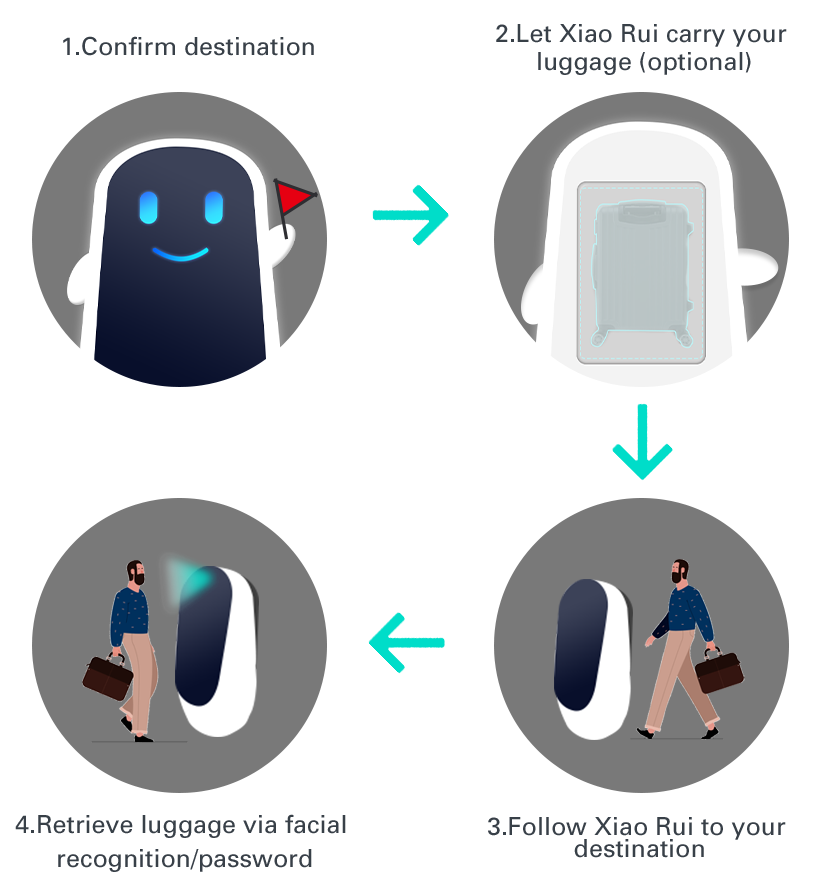 1.Confirm destination
2.Let Xiao Rui carry your
luggage (optional)
3.Follow Xiao Rui to your
destination
4.Retrieve luggage via facial
recognition/password